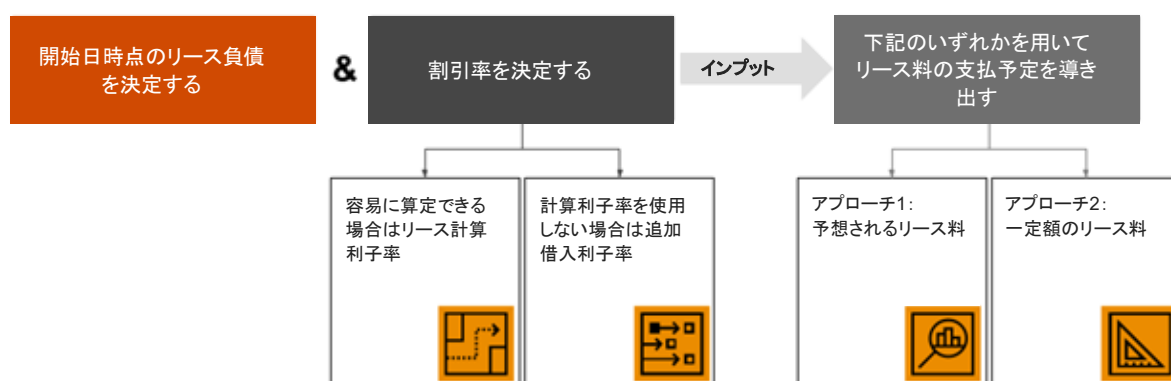 開始日時点のリース負債
を決定する
&
割引率を決定する
インプット
下記のいずれかを用いて
リース料の支払予定を導き
出す
容易に算定できる
場合はリース計算
利子率
計算利子率を使用
しない場合は追加
借入利子率
アプローチ1:
予想されるリース料
アプローチ2:
一定額のリース料